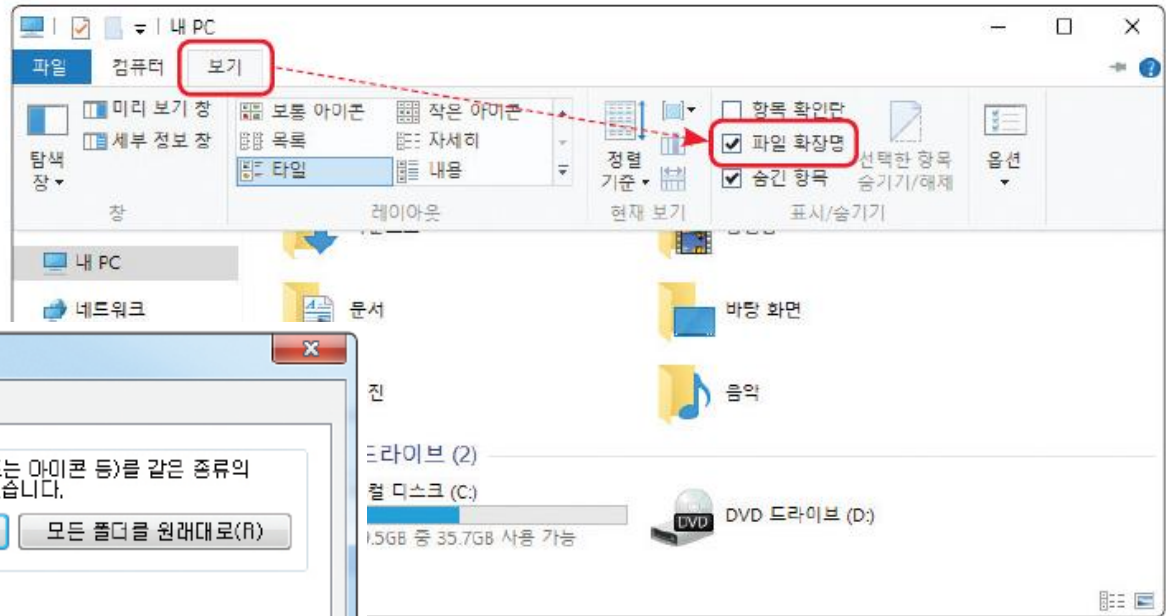 내 PC
파일 컴퓨터 보기
탐색 창
미리 보기 창
세부 정보 창
보통 아이콘 작은 아이콘
목록 자세히
타일 내용
정렬 기준
항목 확인란
파일 확장명
숨긴 항목
선택한 항목 숨기기/해제
옵션
창 레이아웃 현재 보기 표시/숨기기
내 PC
네트워크
문서 바탕 화면
진 음악
드라이브 (2)
컬 디스크 (C:)
9.5GB 중 35.7GB 사용 가능
DVD
DVD 드라이브 (D:)
는 아이콘 등)를 같은 종류의
습니다.
모든 폴더를 원래대로(R)